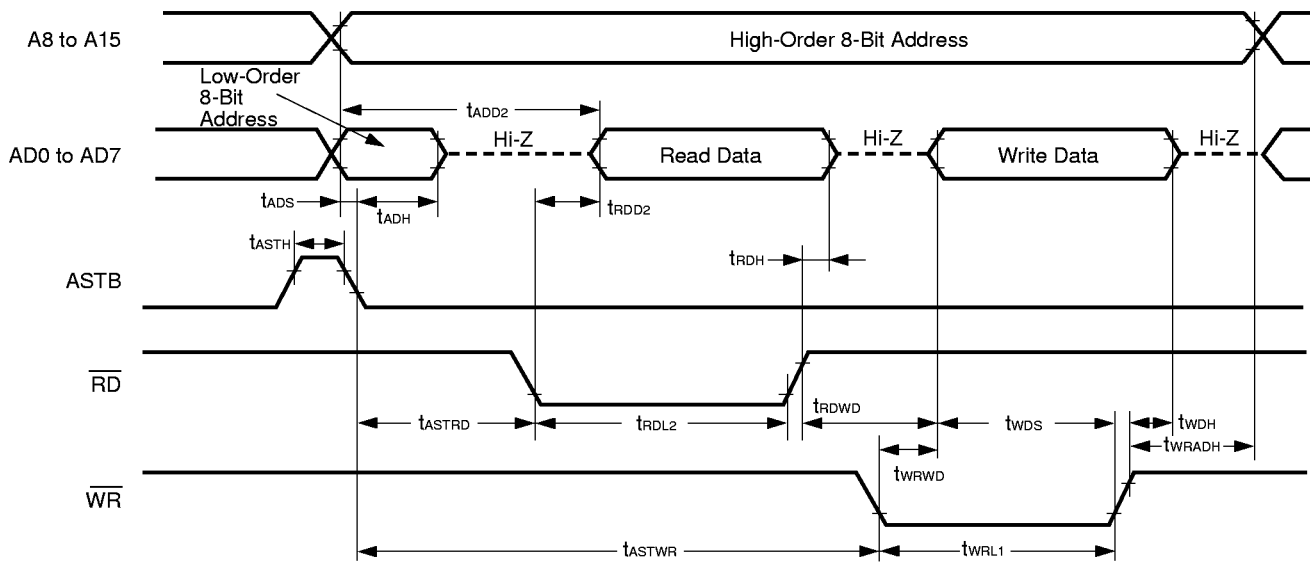 A8 to A15
High-Order 8-Bit Address
Low-Order
8-Bit
Address
tADD2
AD0 to AD7
Hi-Z
Read Data
Hi-Z
Write Data
Hi-Z
tADS
tADH
tRDD2
tASTH
tRDH
ASTB
RD
tASTRD
tRDL2
tRDWD
tWDS
tWDH
tWRADH
tWRWD
WR
tASTWR
tWRL1